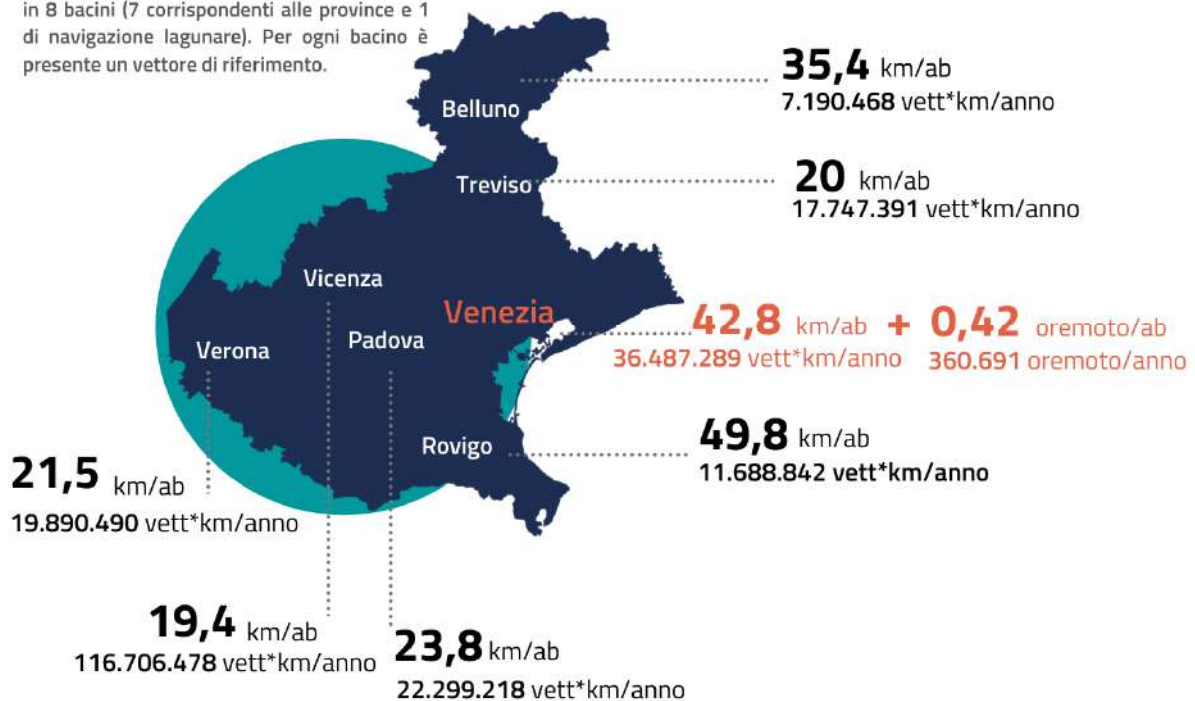 in 8 bacini (7 corrispondenti alle province e 1
di navigazione lagunare). Per ogni bacino è
presente un vettore di riferimento.
35,4 km/ab
7.190.468 vett*km/anno
Belluno
20 km/ab
17.747.391 vett*km/anno
Treviso
Vicenza
Venezia
42,8 km/ab + 0,42 oremoto/ab
36.487.289 vett*km/anno 360.691 oremoto/anno
Verona
Padova
Rovigo
49,8 km/ab
11.688.842 vett*km/anno
21,5 km/ab
19.890.490 vett*km/anno
19,4 km/ab
116.706.478 vett*km/anno
23,8 km/ab
22.299.218 vett*km/anno